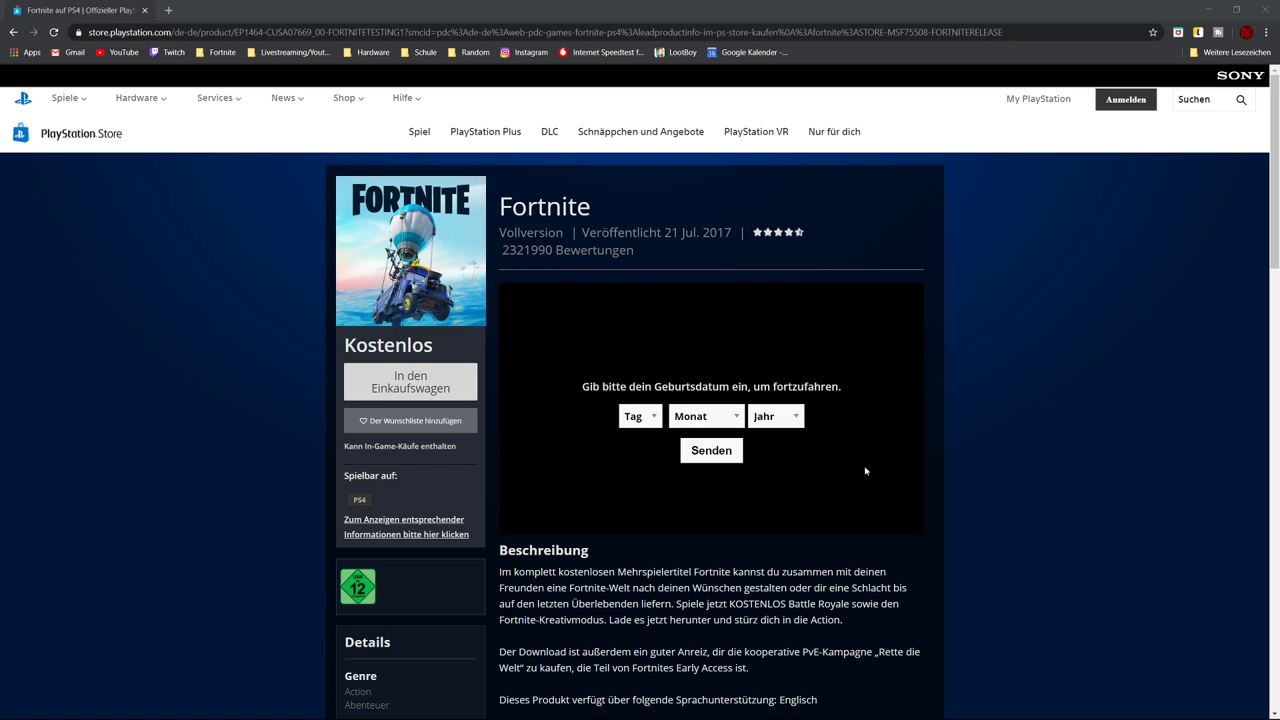 Fortnite auf PS4 | Offizieller Play
store.playstation.com/de-de/product/EP1464-CUSA07669_00-FORTNITETESTING1?smcid=pdc%3Ade-de%3Aweb-pdc-games-fortnite-ps4%3Aleadproductinfo-im-ps-store-kaufen%0A%3Afortnite%3ASTORE-MSF75508-FORTNITERELEASE
Apps Gmail YouTube Twitch Fortnite Livestreaming/Yout... Hardware Schule Random Instagram Internet Speedtest f... LootBoy Google Kalender -... Weitere Lesezeichen
SONY
Spiele Hardware Services News Shop Hilfe My PlayStation Anmelden Suchen
PlayStation Store Spiel PlayStation Plus DLC Schnäppchen und Angebote PlayStation VR Nur für dich
FORTNITE
Fortnite
Vollversion | Veröffentlicht 21 Jul. 2017 |
2321990 Bewertungen
Kostenlos
In den
Einkaufswagen
Der Wunschliste hinzufügen
Kann In-Game-Käufe enthalten
Spielbar auf:
PS4
Zum Anzeigen entsprechender
Informationen bitte hier klicken
USK
12
Details
Genre
Action
Abenteuer
Gib bitte dein Geburtsdatum ein, um fortzufahren.
Tag Monat Jahr
Senden
Beschreibung
Im komplett kostenlosen Mehrspielertitel Fortnite kannst du zusammen mit deinen
Freunden eine Fortnite-Welt nach deinen Wünschen gestalten oder dir eine Schlacht bis
auf den letzten Überlebenden liefern. Spiele jetzt KOSTENLOS Battle Royale sowie den
Fortnite-Kreativmodus. Lade es jetzt herunter und stürz dich in die Action.
Der Download ist außerdem ein guter Anreiz, dir die kooperative PvE-Kampagne „Rette die
Welt“ zu kaufen, die Teil von Fortnites Early Access ist.
Dieses Produkt verfügt über folgende Sprachunterstützung: Englisch